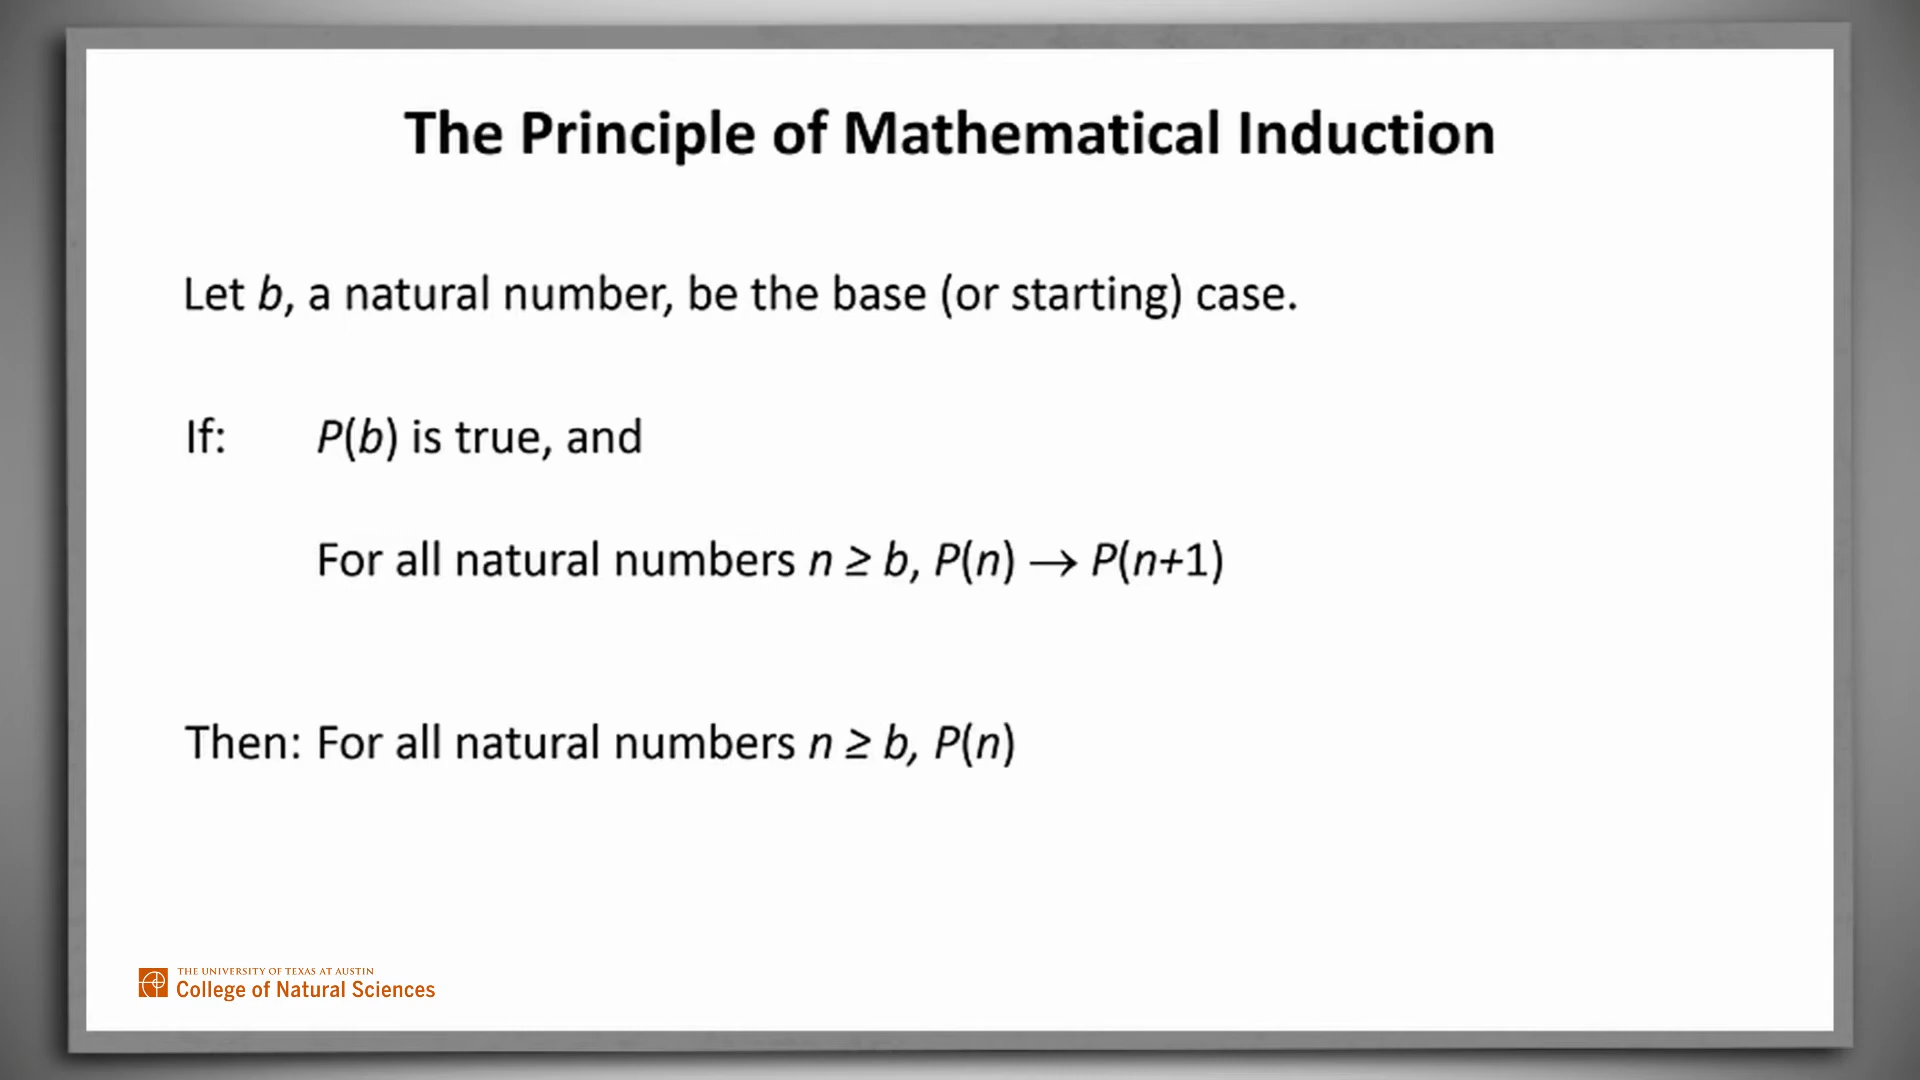 The Principle of Mathematical Induction
Let b, a natural number, be the base (or starting) case.
If: P(b) is true, and
For all natural numbers n ≥ b, P(n) → P(n+1)
Then: For all natural numbers n ≥ b, P(n)
THE UNIVERSITY OF TEXAS AT AUSTIN
College of Natural Sciences